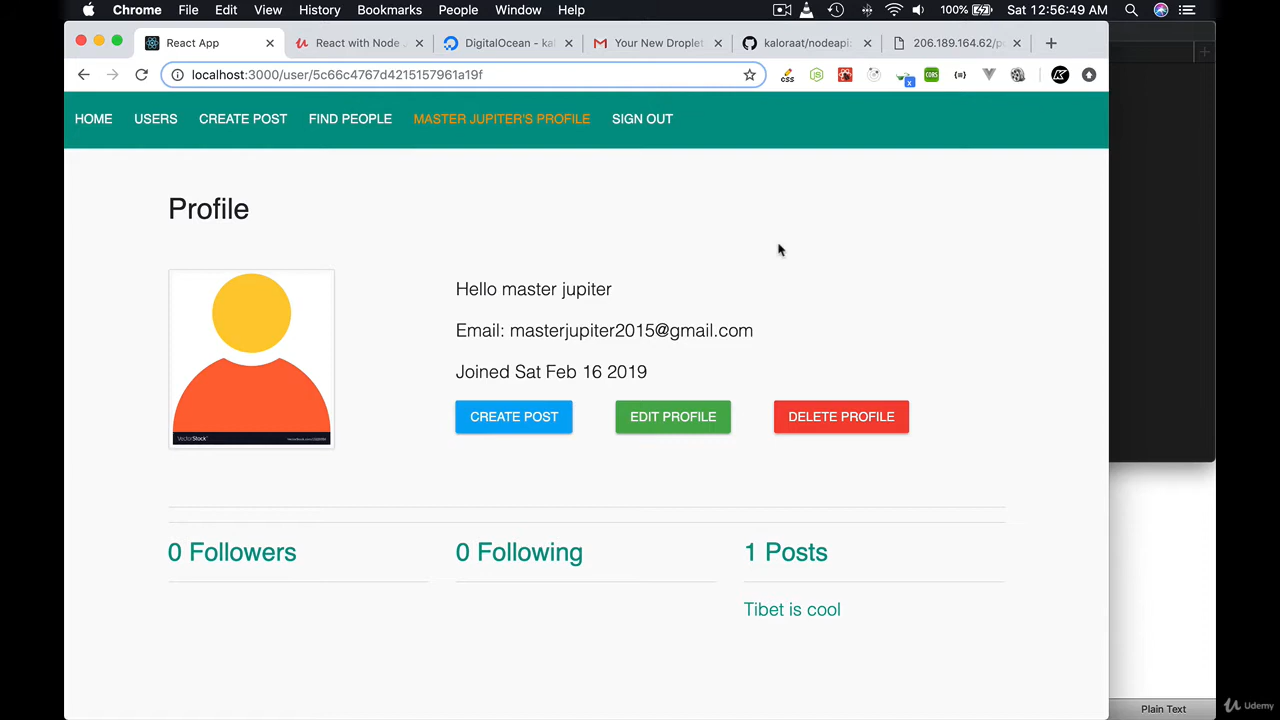 Chrome File Edit View History Bookmarks People Window Help 100% Sat 12:56:49 AM
React App React with Node DigitalOcean - kal Your New Droplet kaloraat/nodeapi 206.189.164.62/p
localhost:3000/user/5c66c4767d4215157961a19f
HOME USERS CREATE POST FIND PEOPLE MASTER JUPITER'S PROFILE SIGN OUT
Profile
Hello master jupiter
Email: masterjupiter2015@gmail.com
Joined Sat Feb 16 2019
CREATE POST EDIT PROFILE DELETE PROFILE
VectorStock
0 Followers 0 Following 1 Posts
Tibet is cool
Plain Text
Udemy